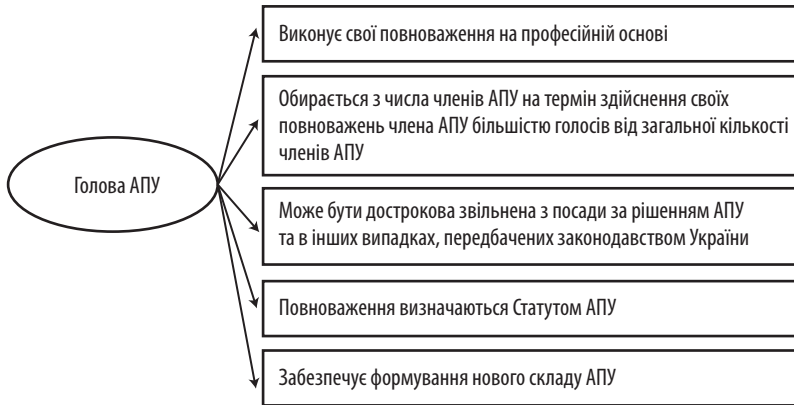 Голова АПУ
Виконує свої повноваження на професійній основі
Обирається з числа членів АПУ на термін здійснення своїх
повноважень члена АПУ більшістю голосів від загальної кількості
членів АПУ
Може бути дострокова звільнена з посади за рішенням АПУ
та в інших випадках, передбачених законодавством України
Повноваження визначаються Статутом АПУ
Забезпечує формування нового складу АПУ